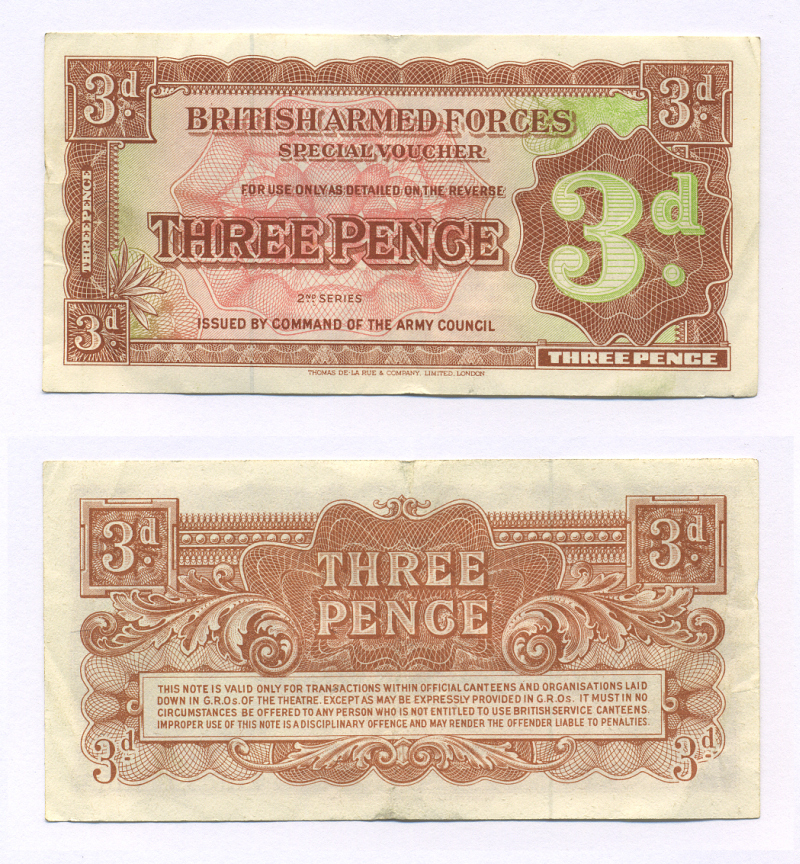 3d. 3d.
BRITISH ARMED FORCES
SPECIAL VOUCHER
FOR USE ONLY AS DETAILED ON THE REVERSE
THREE PENCE
THREE PENCE
3d.
2ND SERIES
3d.
ISSUED BY COMMAND OF THE ARMY COUNCIL
THREE PENCE
THOMAS DE·LA RUE & COMPANY, LIMITED, LONDON
3d. 3d.
THREE
PENCE
THIS NOTE IS VALID ONLY FOR TRANSACTIONS WITHIN OFFICIAL CANTEENS AND ORGANISATIONS LAID
DOWN IN G.R.Os. OF THE THEATRE. EXCEPT AS MAY BE EXPRESSLY PROVIDED IN G.R.Os. IT MUST IN NO
CIRCUMSTANCES BE OFFERED TO ANY PERSON WHO IS NOT ENTITLED TO USE BRITISH SERVICE CANTEENS.
IMPROPER USE OF THIS NOTE IS A DISCIPLINARY OFFENCE AND MAY RENDER THE OFFENDER LIABLE TO PENALTIES.
3d. 3d.